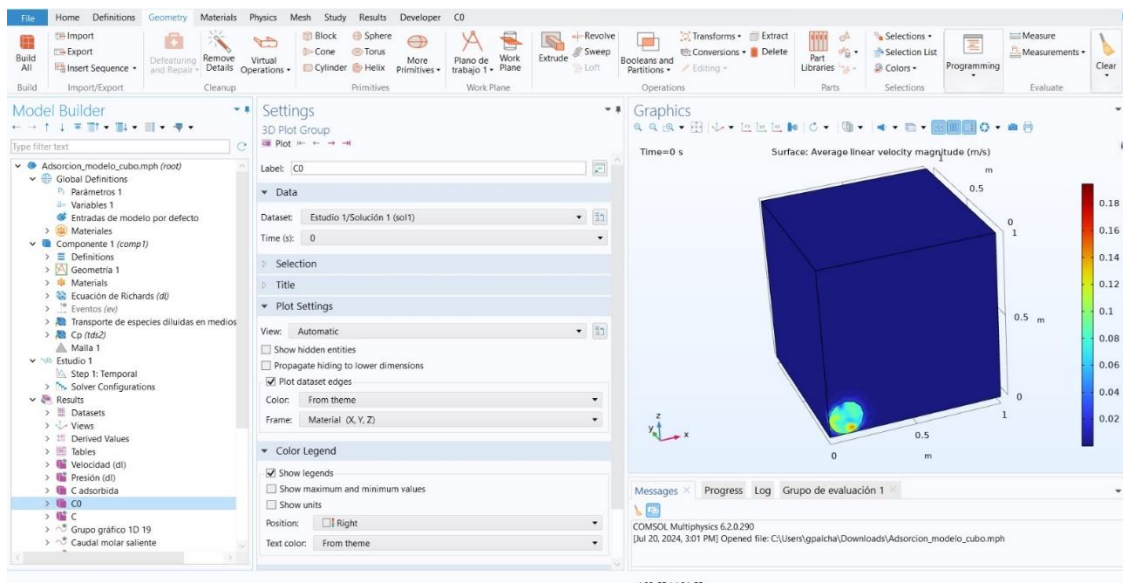 File Home Definitions Geometry Materials Physics Mesh Study Results Developer C0
Build All
Import
Export
Insert Sequence
Defeaturing and Repair
Remove Details
Virtual Operations
Block Sphere
Cone Torus
Cylinder Helix
More Primitives
Plano de trabajo 1
Work Plane
Extrude
Revolve
Sweep
Loft
Booleans and Partitions
Transforms Extract
Conversions Delete
Editing
Part Libraries
Selections
Selection List
Colors
Programming
Measure
Measurements
Clear
Build Import/Export Cleanup Primitives Work Plane Operations Parts Selections Evaluate
Model Builder
Type filter text
Adsorcion_modelo_cubo.mph (root)
Global Definitions
Parámetros 1
Variables 1
Entradas de modelo por defecto
Materiales
Componente 1 (comp1)
Definitions
Geometría 1
Materials
Ecuación de Richards (dl)
Eventos (ev)
Transporte de especies diluidas en medios
Cp (tds2)
Malla 1
Estudio 1
Step 1: Temporal
Solver Configurations
Results
Datasets
Views
Derived Values
Tables
Velocidad (dl)
Presión (dl)
C adsorbida
C0
C
Grupo gráfico 1D 19
Caudal molar saliente
Settings
3D Plot Group
Plot
Label: C0
Data
Dataset: Estudio 1/Solución 1 (sol1)
Time (s): 0
Selection
Title
Plot Settings
View: Automatic
Show hidden entities
Propagate hiding to lower dimensions
Plot dataset edges
Color: From theme
Frame: Material (X, Y, Z)
Color Legend
Show legends
Show maximum and minimum values
Show units
Position: Right
Text color: From theme
Graphics
Time=0 s Surface: Average linear velocity magnitude (m/s)
1
m
0.5
0
1
0.5 m
0
1
0.5
m
0
z
y x
0.18
0.16
0.14
0.12
0.1
0.08
0.06
0.04
0.02
Messages Progress Log Grupo de evaluación 1
COMSOL Multiphysics 6.2.0.290
[Jul 20, 2024, 3:01 PM] Opened file: C:\Users\gpalcha\Downloads\Adsorcion_modelo_cubo.mph